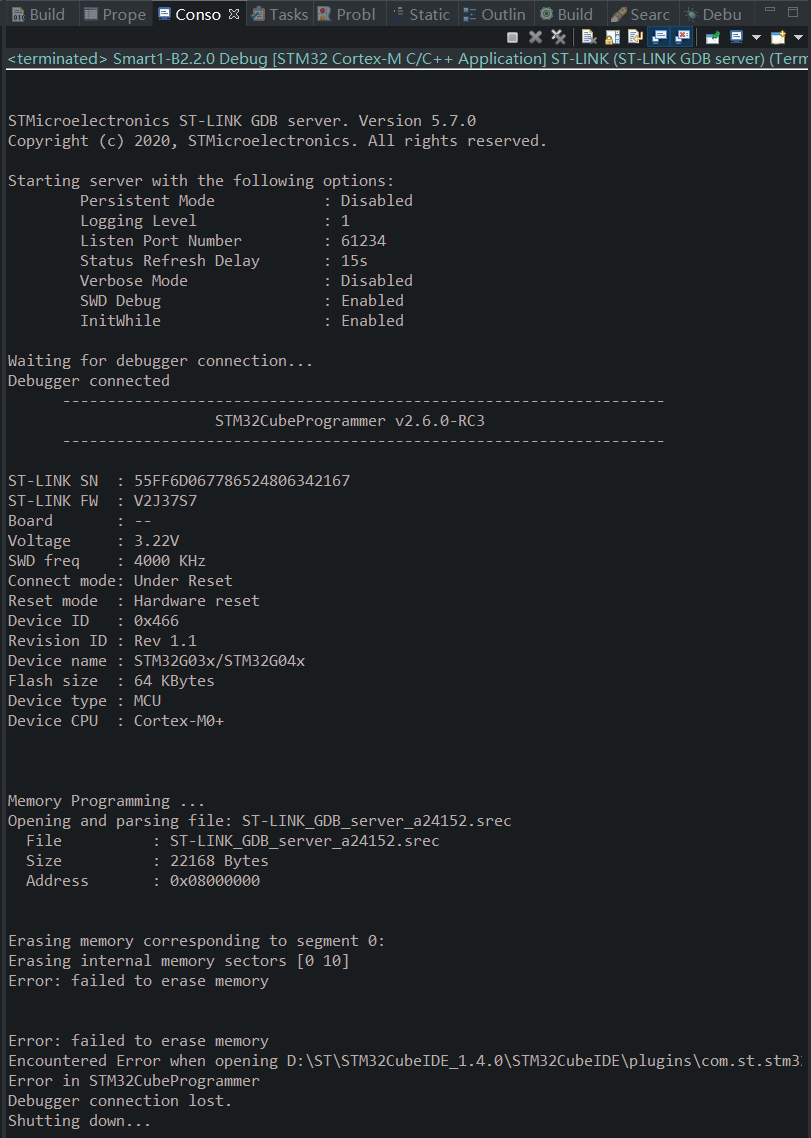 Build Prope Conso Tasks Probl Static Outlin Build Searc Debu
<terminated> Smart1-B2.2.0 Debug [STM32 Cortex-M C/C++ Application] ST-LINK (ST-LINK GDB server) (Term
STMicroelectronics ST-LINK GDB server. Version 5.7.0
Copyright (c) 2020, STMicroelectronics. All rights reserved.
Starting server with the following options:
Persistent Mode : Disabled
Logging Level : 1
Listen Port Number : 61234
Status Refresh Delay : 15s
Verbose Mode : Disabled
SWD Debug : Enabled
InitWhile : Enabled
Waiting for debugger connection...
Debugger connected
-------------------------------------------------------------------
STM32CubeProgrammer v2.6.0-RC3
-------------------------------------------------------------------
ST-LINK SN : 55FF6D067786524806342167
ST-LINK FW : V2J37S7
Board : --
Voltage : 3.22V
SWD freq : 4000 KHz
Connect mode: Under Reset
Reset mode : Hardware reset
Device ID : 0x466
Revision ID : Rev 1.1
Device name : STM32G03x/STM32G04x
Flash size : 64 KBytes
Device type : MCU
Device CPU : Cortex-M0+
Memory Programming ...
Opening and parsing file: ST-LINK_GDB_server_a24152.srec
File : ST-LINK_GDB_server_a24152.srec
Size : 22168 Bytes
Address : 0x08000000
Erasing memory corresponding to segment 0:
Erasing internal memory sectors [0 10]
Error: failed to erase memory
Error: failed to erase memory
Encountered Error when opening D:\ST\STM32CubeIDE_1.4.0\STM32CubeIDE\plugins\com.st.stm3
Error in STM32CubeProgrammer
Debugger connection lost.
Shutting down...